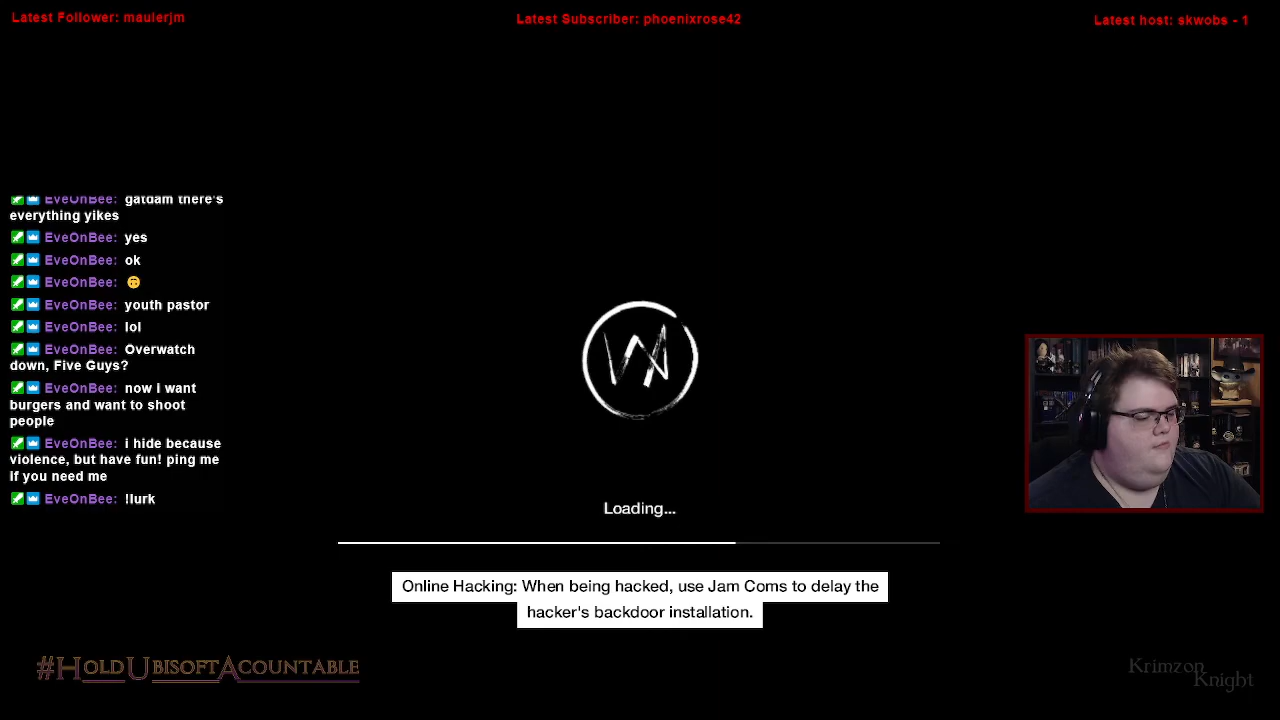 Latest Follower: maulerjm
Latest Subscriber: phoenixrose42
Latest host: skwobs - 1
EveOnBee: gatdam there's
everything yikes
EveOnBee: yes
EveOnBee: ok
EveOnBee: 🙃
EveOnBee: youth pastor
EveOnBee: lol
EveOnBee: Overwatch
down, Five Guys?
EveOnBee: now i want
burgers and want to shoot
people
EveOnBee: i hide because
violence, but have fun! ping me
if you need me
EveOnBee: !lurk
Loading...
Online Hacking: When being hacked, use Jam Coms to delay the
hacker's backdoor installation.
#HoldUbisoftAcountable
Krimzon
Knight